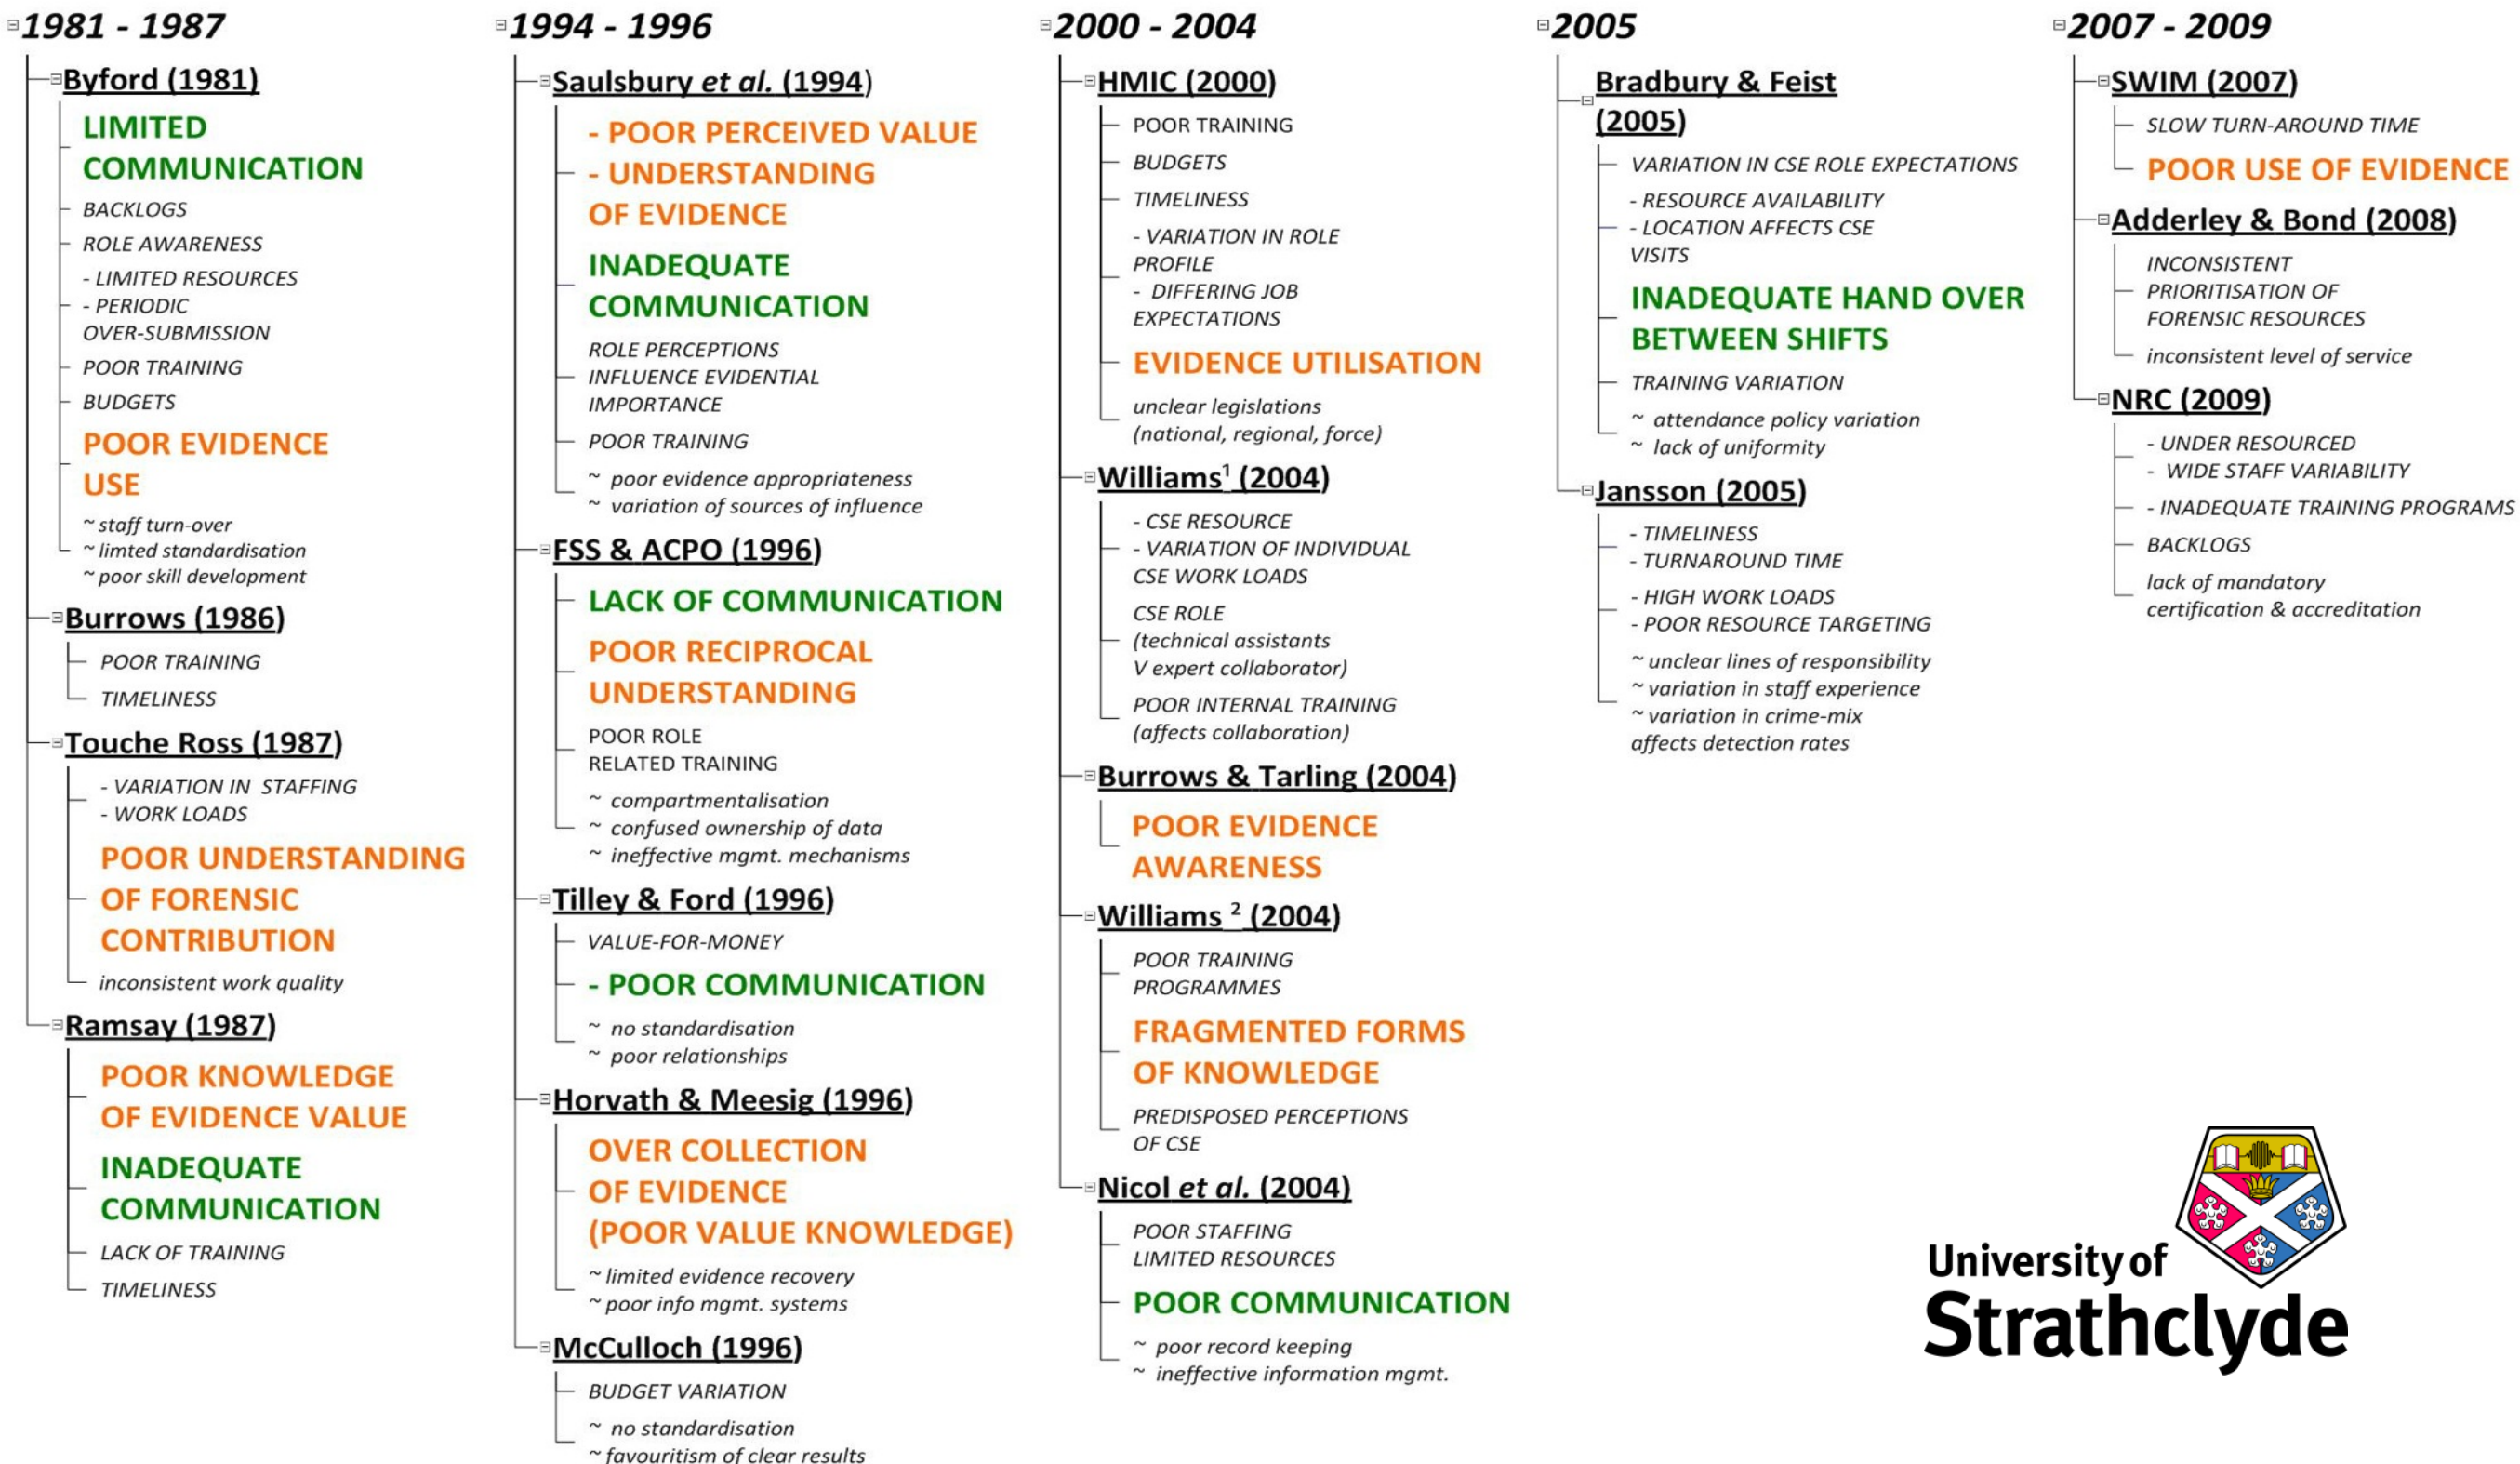 1981 - 1987
Byford (1981)
LIMITED
COMMUNICATION
BACKLOGS
ROLE AWARENESS
- LIMITED RESOURCES
- PERIODIC
OVER-SUBMISSION
POOR TRAINING
BUDGETS
POOR EVIDENCE
USE
~ staff turn-over
~ limted standardisation
~ poor skill development
Burrows (1986)
POOR TRAINING
TIMELINESS
Touche Ross (1987)
- VARIATION IN STAFFING
- WORK LOADS
POOR UNDERSTANDING
OF FORENSIC
CONTRIBUTION
inconsistent work quality
Ramsay (1987)
POOR KNOWLEDGE
OF EVIDENCE VALUE
INADEQUATE
COMMUNICATION
LACK OF TRAINING
TIMELINESS
1994 - 1996
Saulsbury et al. (1994)
- POOR PERCEIVED VALUE
- UNDERSTANDING
OF EVIDENCE
INADEQUATE
COMMUNICATION
ROLE PERCEPTIONS
INFLUENCE EVIDENTIAL
IMPORTANCE
POOR TRAINING
~ poor evidence appropriateness
~ variation of sources of influence
FSS & ACPO (1996)
LACK OF COMMUNICATION
POOR RECIPROCAL
UNDERSTANDING
POOR ROLE
RELATED TRAINING
~ compartmentalisation
~ confused ownership of data
~ ineffective mgmt. mechanisms
Tilley & Ford (1996)
VALUE-FOR-MONEY
- POOR COMMUNICATION
~ no standardisation
~ poor relationships
Horvath & Meesig (1996)
OVER COLLECTION
OF EVIDENCE
(POOR VALUE KNOWLEDGE)
~ limited evidence recovery
~ poor info mgmt. systems
McCulloch (1996)
BUDGET VARIATION
~ no standardisation
~ favouritism of clear results
2000 - 2004
HMIC (2000)
POOR TRAINING
BUDGETS
TIMELINESS
- VARIATION IN ROLE
PROFILE
- DIFFERING JOB
EXPECTATIONS
EVIDENCE UTILISATION
unclear legislations
(national, regional, force)
Williams¹ (2004)
- CSE RESOURCE
- VARIATION OF INDIVIDUAL
CSE WORK LOADS
CSE ROLE
(technical assistants
V expert collaborator)
POOR INTERNAL TRAINING
(affects collaboration)
Burrows & Tarling (2004)
POOR EVIDENCE
AWARENESS
Williams ² (2004)
POOR TRAINING
PROGRAMMES
FRAGMENTED FORMS
OF KNOWLEDGE
PREDISPOSED PERCEPTIONS
OF CSE
Nicol et al. (2004)
POOR STAFFING
LIMITED RESOURCES
POOR COMMUNICATION
~ poor record keeping
~ ineffective information mgmt.
2005
Bradbury & Feist
(2005)
VARIATION IN CSE ROLE EXPECTATIONS
- RESOURCE AVAILABILITY
- LOCATION AFFECTS CSE
VISITS
INADEQUATE HAND OVER
BETWEEN SHIFTS
TRAINING VARIATION
~ attendance policy variation
~ lack of uniformity
Jansson (2005)
- TIMELINESS
- TURNAROUND TIME
- HIGH WORK LOADS
- POOR RESOURCE TARGETING
~ unclear lines of responsibility
~ variation in staff experience
~ variation in crime-mix
affects detection rates
2007 - 2009
SWIM (2007)
SLOW TURN-AROUND TIME
POOR USE OF EVIDENCE
Adderley & Bond (2008)
INCONSISTENT
PRIORITISATION OF
FORENSIC RESOURCES
inconsistent level of service
NRC (2009)
- UNDER RESOURCED
- WIDE STAFF VARIABILITY
- INADEQUATE TRAINING PROGRAMS
BACKLOGS
lack of mandatory
certification & accreditation
University of
Strathclyde